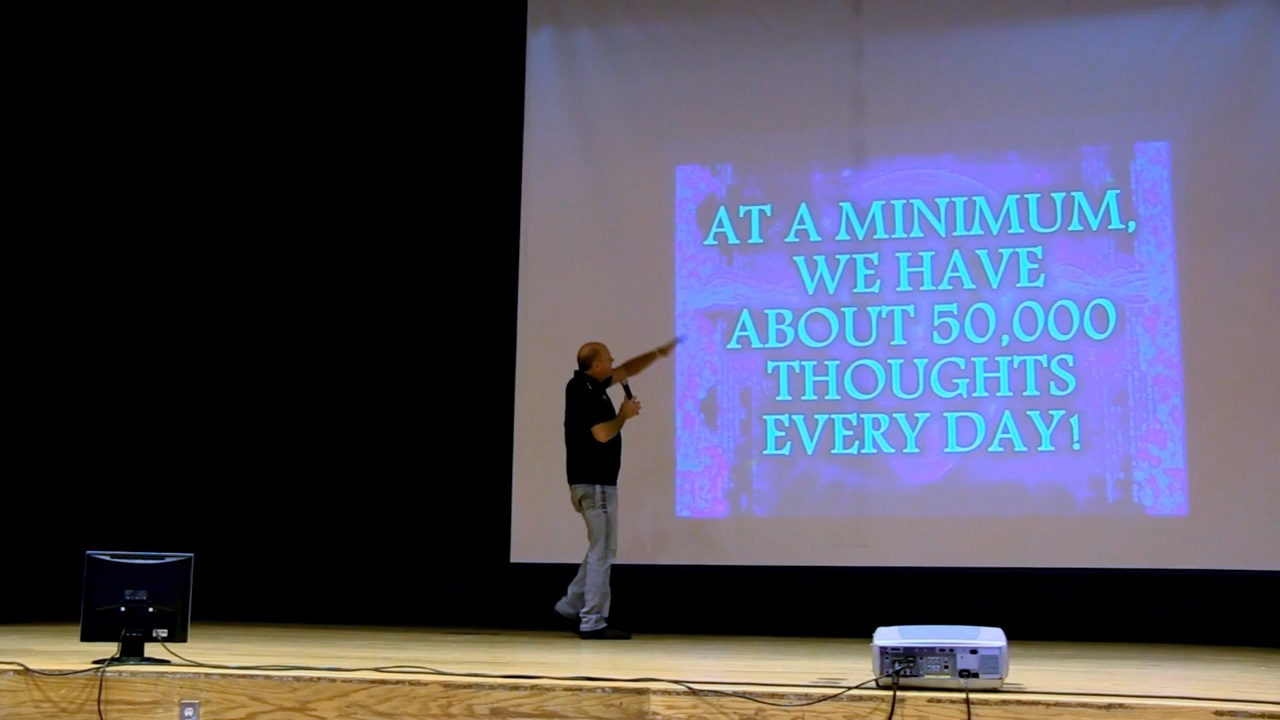 AT A MINIMUM,
WE HAVE
ABOUT 50,000
THOUGHTS
EVERY DAY!